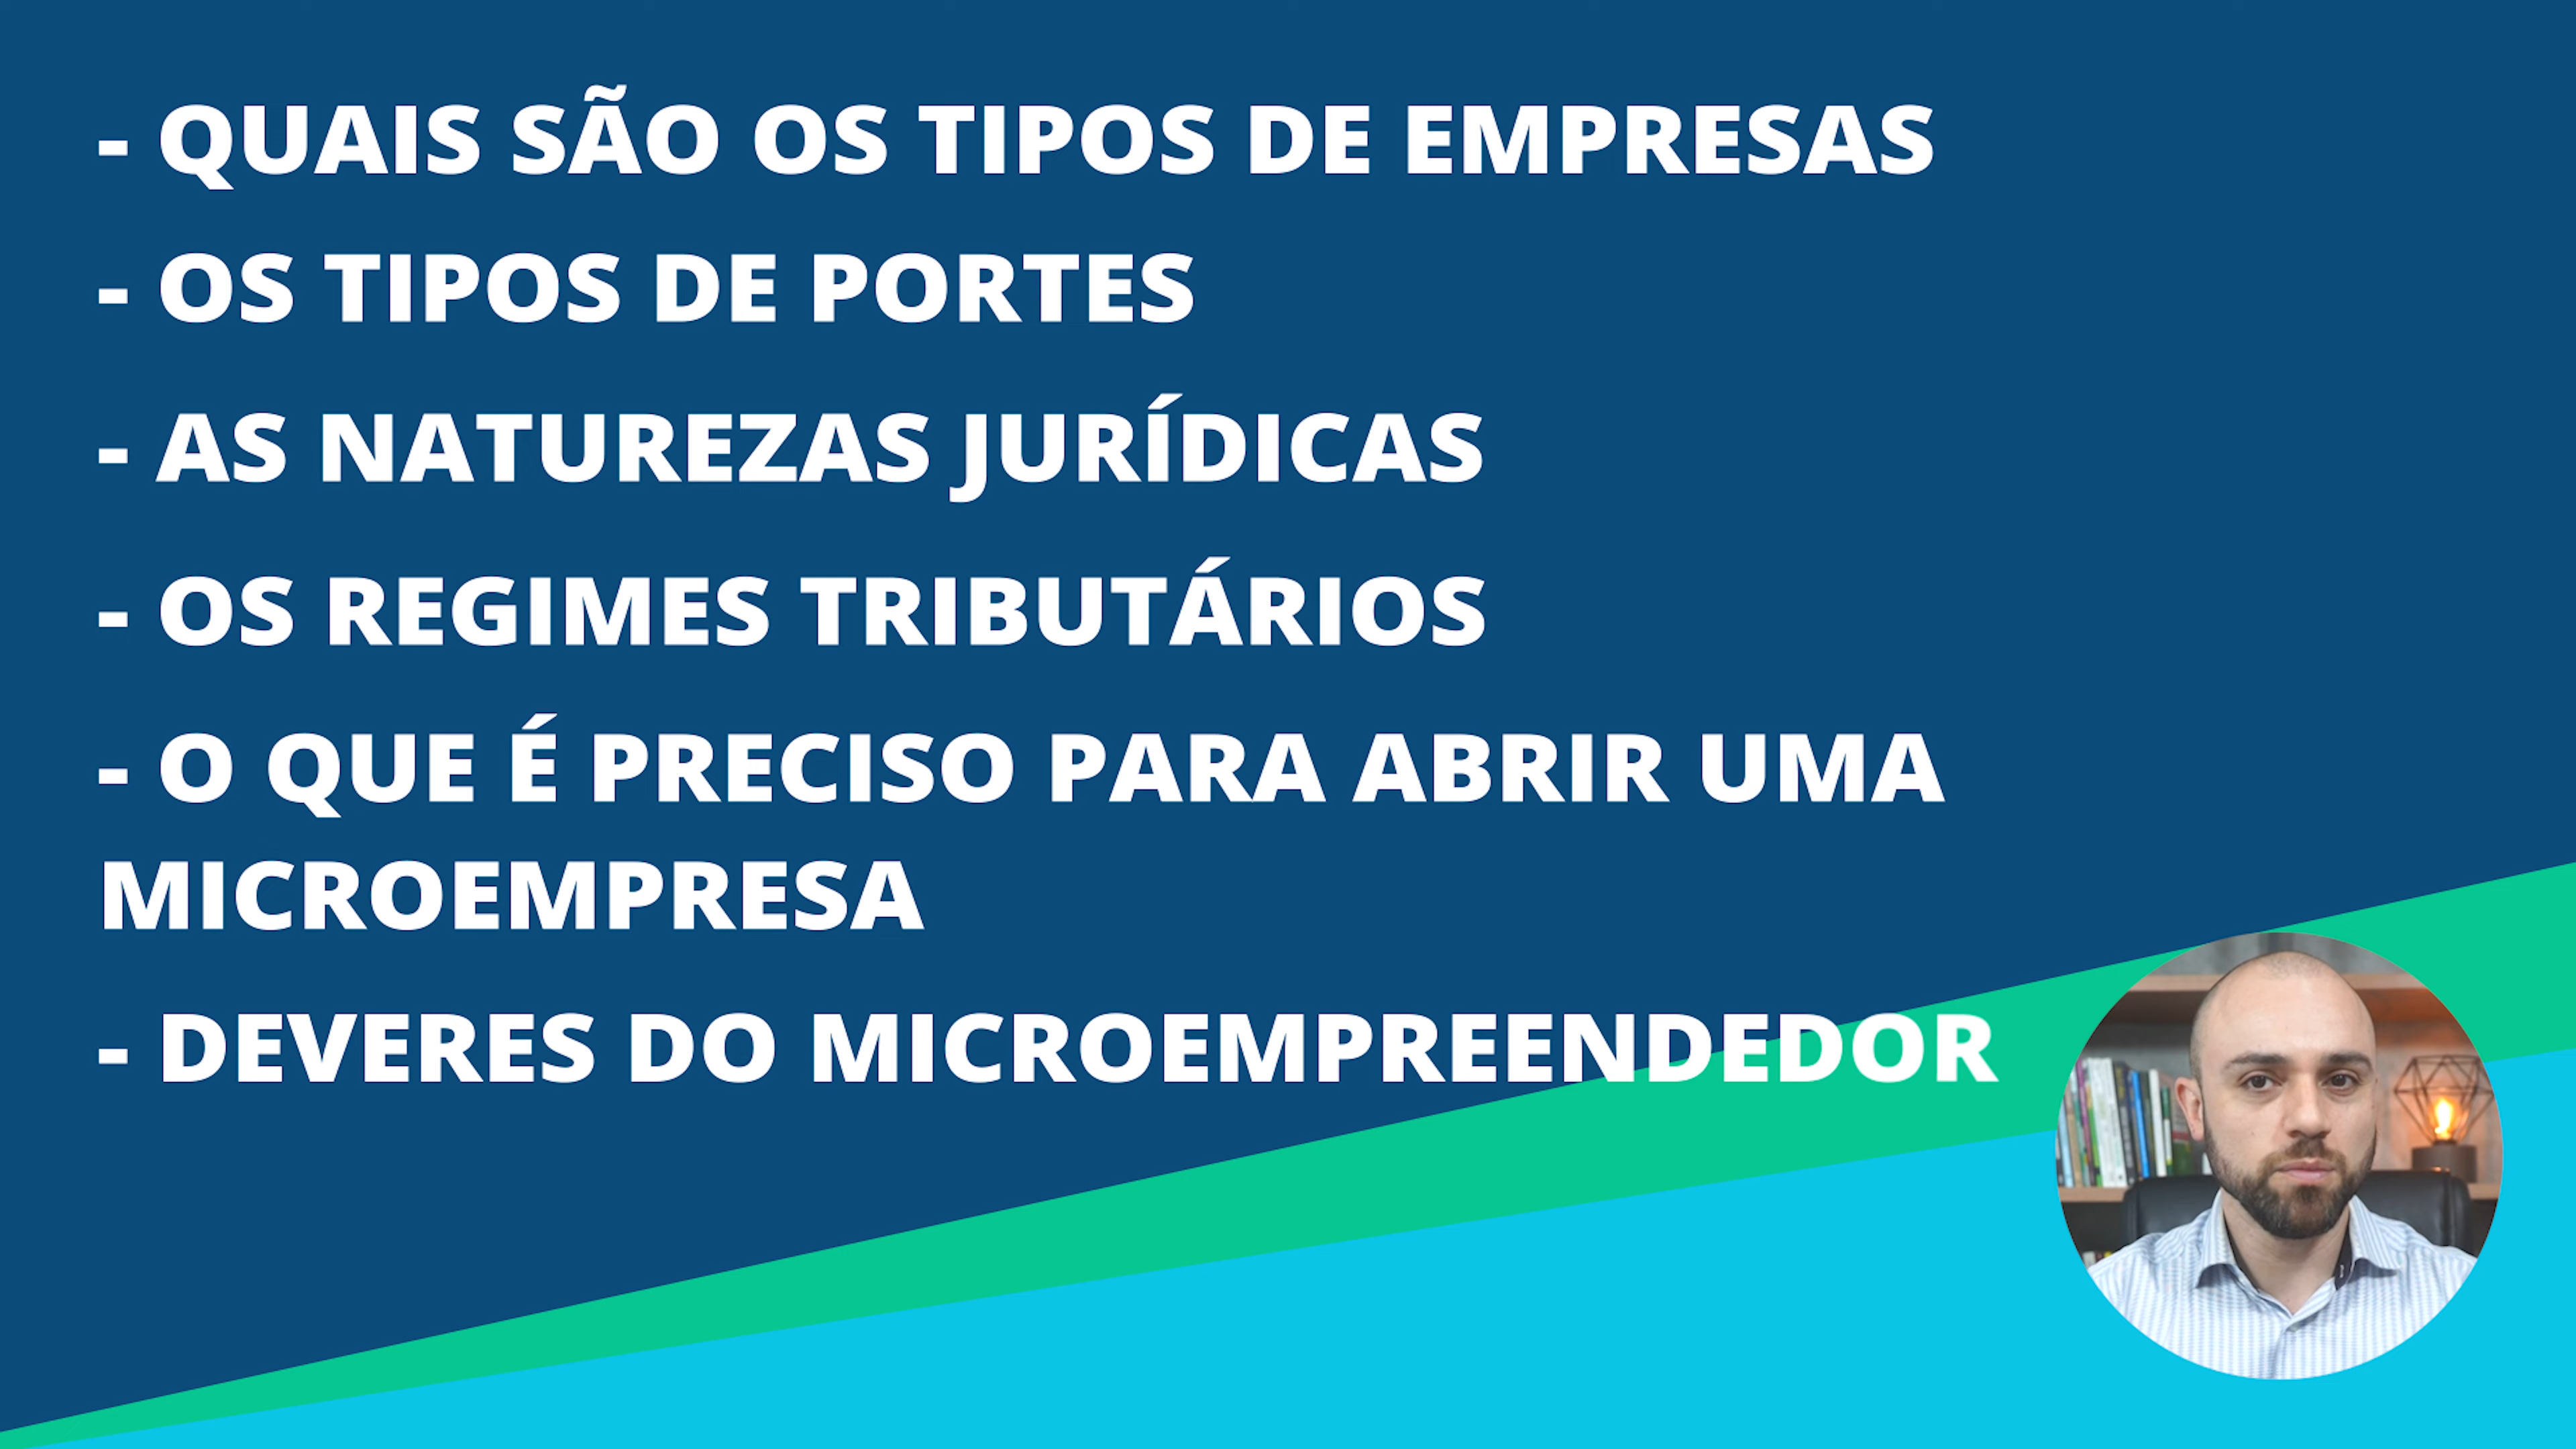 - QUAIS SÃO OS TIPOS DE EMPRESAS
- OS TIPOS DE PORTES
- AS NATUREZAS JURÍDICAS
- OS REGIMES TRIBUTÁRIOS
- O QUE É PRECISO PARA ABRIR UMA
MICROEMPRESA
- DEVERES DO MICROEMPREENDEDOR